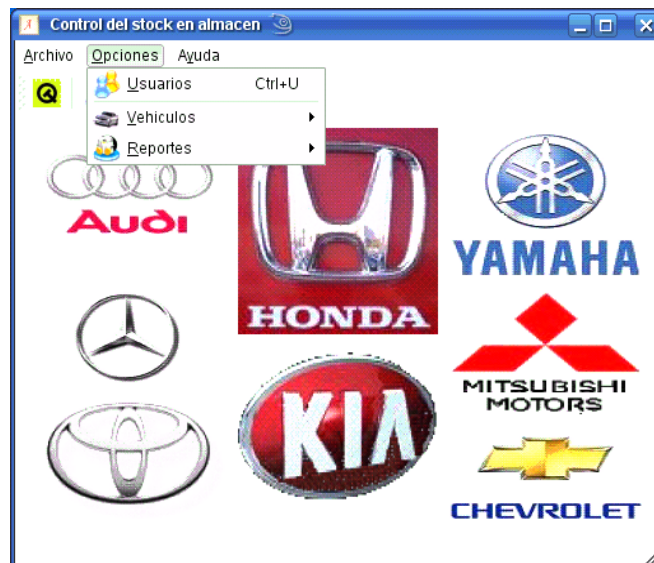 Control del stock en almacen
Archivo Opciones Ayuda
Usuarios Ctrl+U
Vehiculos
Reportes
Audi
HONDA
YAMAHA
KIA
MITSUBISHI
MOTORS
CHEVROLET